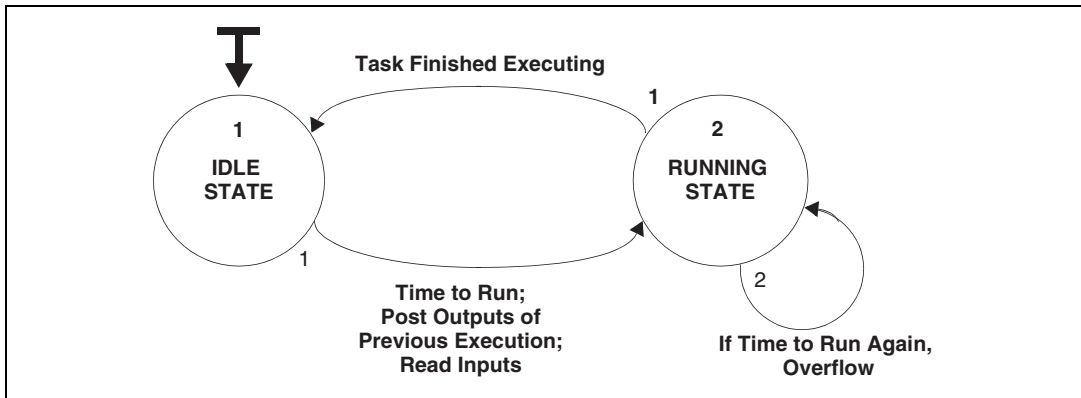 Task Finished Executing
1
1
IDLE
STATE
2
RUNNING
STATE
1
2
Time to Run;
Post Outputs of
Previous Execution;
Read Inputs
If Time to Run Again,
Overflow